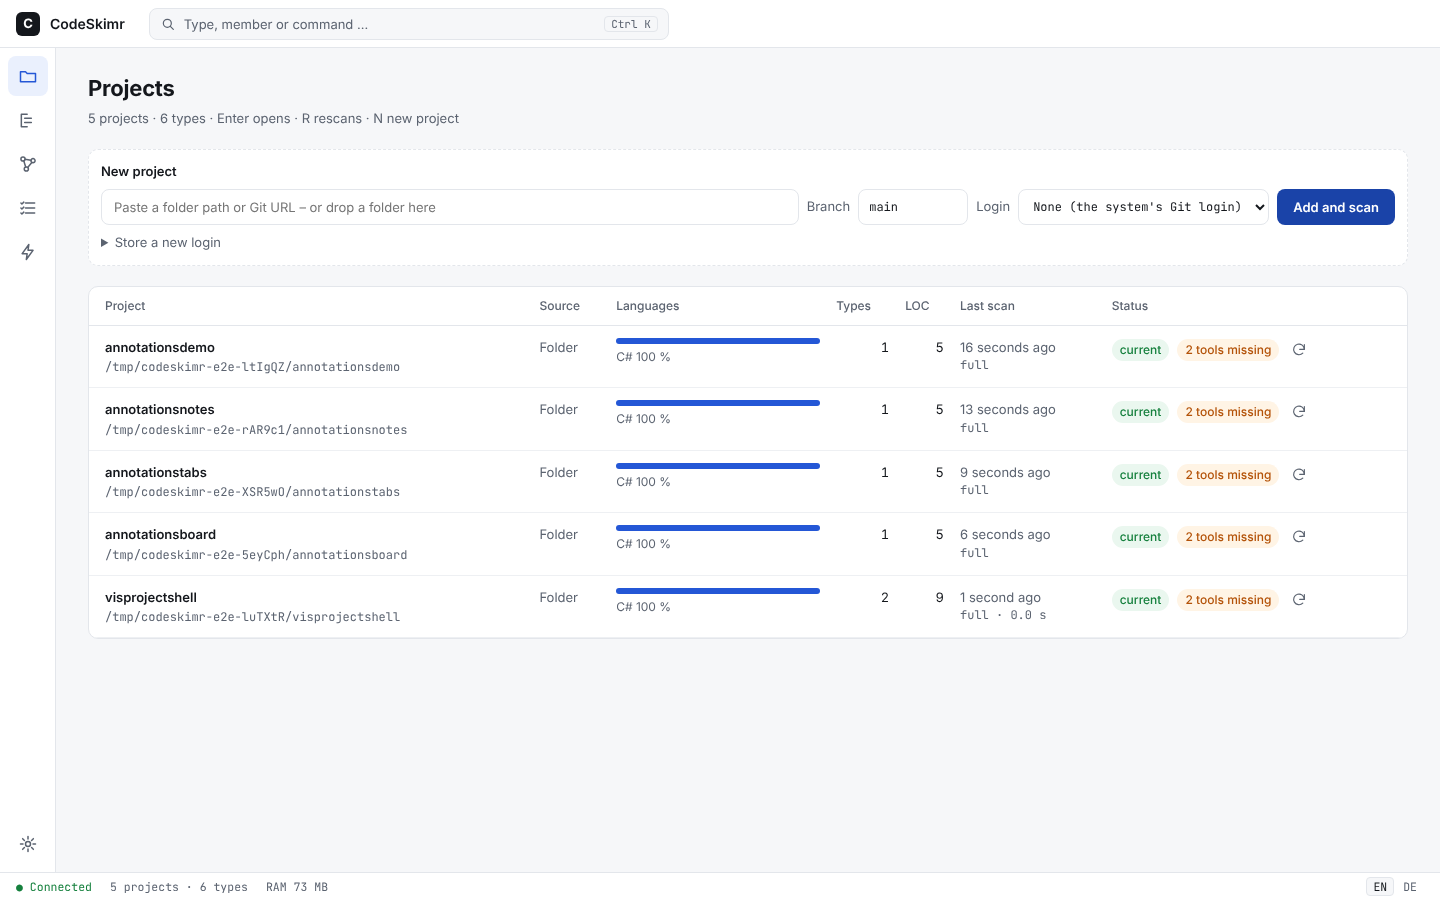 C CodeSkimr Type, member or command ... Ctrl K
Projects
5 projects · 6 types · Enter opens · R rescans · N new project
New project
Paste a folder path or Git URL – or drop a folder here Branch main Login None (the system's Git login) Add and scan
Store a new login
Project Source Languages Types LOC Last scan Status
annotationsdemo Folder 1 5 16 seconds ago current 2 tools missing
/tmp/codeskimr-e2e-ltIgQZ/annotationsdemo C# 100 % full
annotationsnotes Folder 1 5 13 seconds ago current 2 tools missing
/tmp/codeskimr-e2e-rAR9c1/annotationsnotes C# 100 % full
annotationstabs Folder 1 5 9 seconds ago current 2 tools missing
/tmp/codeskimr-e2e-XSR5wO/annotationstabs C# 100 % full
annotationsboard Folder 1 5 6 seconds ago current 2 tools missing
/tmp/codeskimr-e2e-5eyCph/annotationsboard C# 100 % full
visprojectshell Folder 2 9 1 second ago current 2 tools missing
/tmp/codeskimr-e2e-luTXtR/visprojectshell C# 100 % full · 0.0 s
Connected 5 projects · 6 types RAM 73 MB EN DE